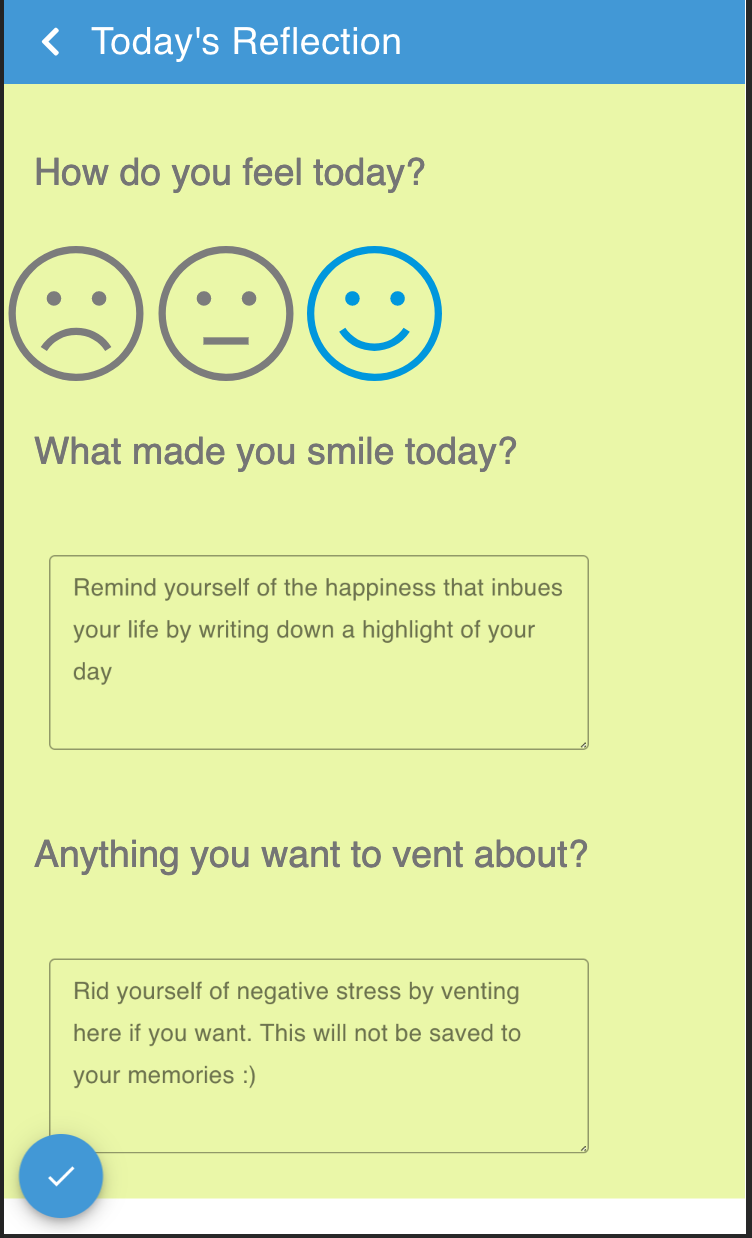 Today's Reflection
How do you feel today?
What made you smile today?
Remind yourself of the happiness that inbues
your life by writing down a highlight of your
day
Anything you want to vent about?
Rid yourself of negative stress by venting
here if you want. This will not be saved to
your memories :)